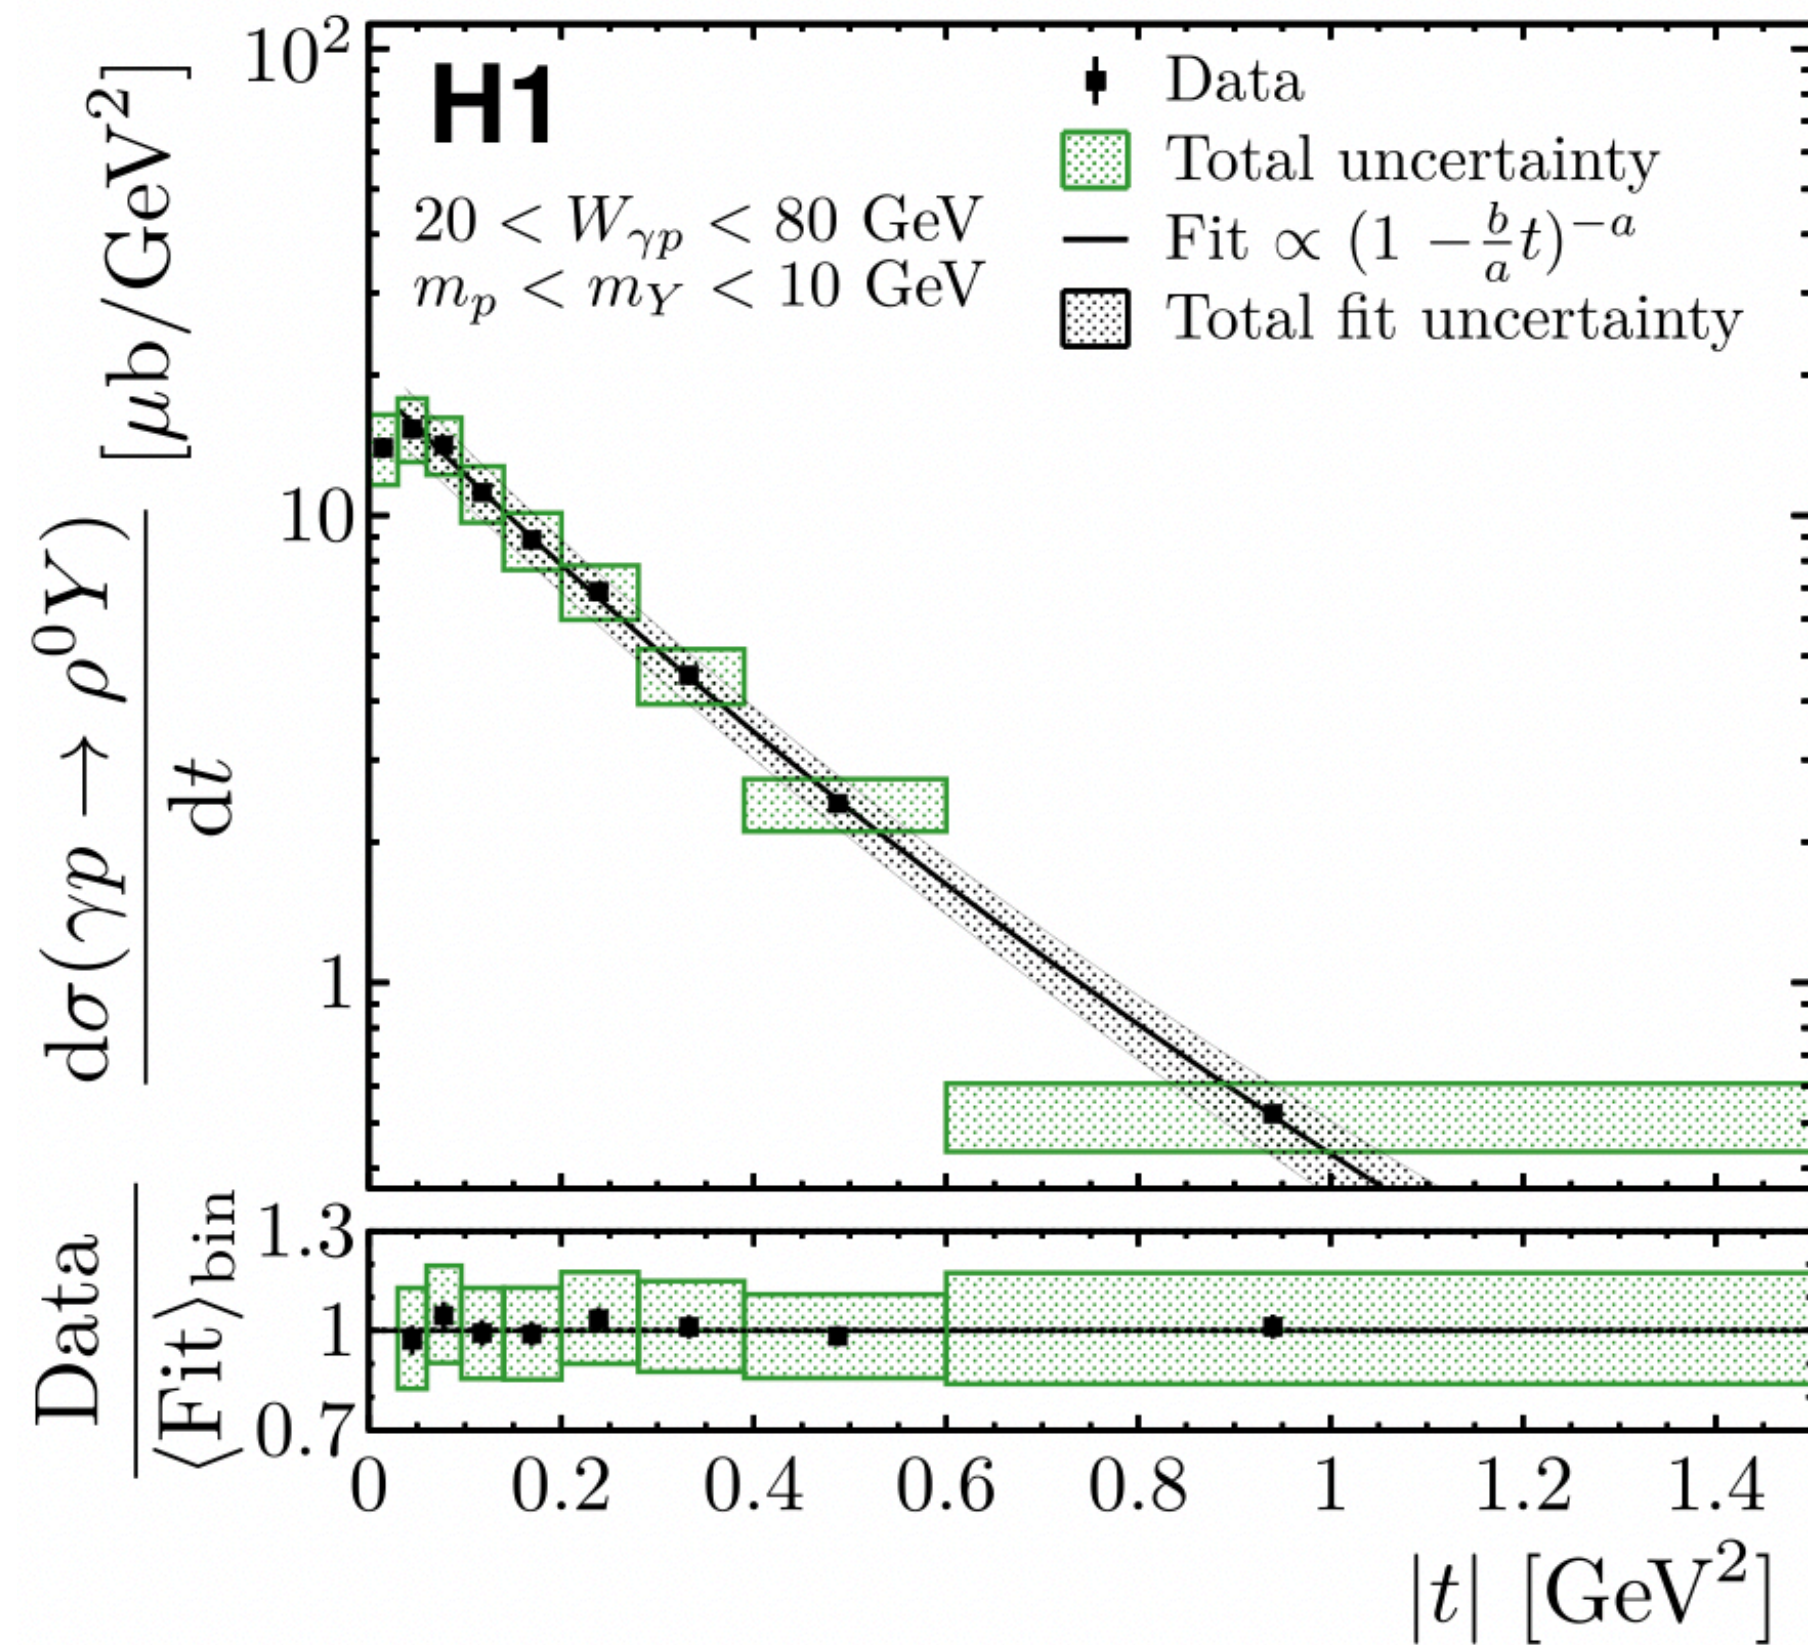 H1
20 < W_γp < 80 GeV
m_p < m_Y < 10 GeV
Data
Total uncertainty
Fit ∝ (1 − b/a t)^−a
Total fit uncertainty
dσ(γp → ρ⁰Y)/dt [μb/GeV²]
10²
10
1
Data/⟨Fit⟩bin
1.3
1
0.7
0 0.2 0.4 0.6 0.8 1 1.2 1.4
|t| [GeV²]